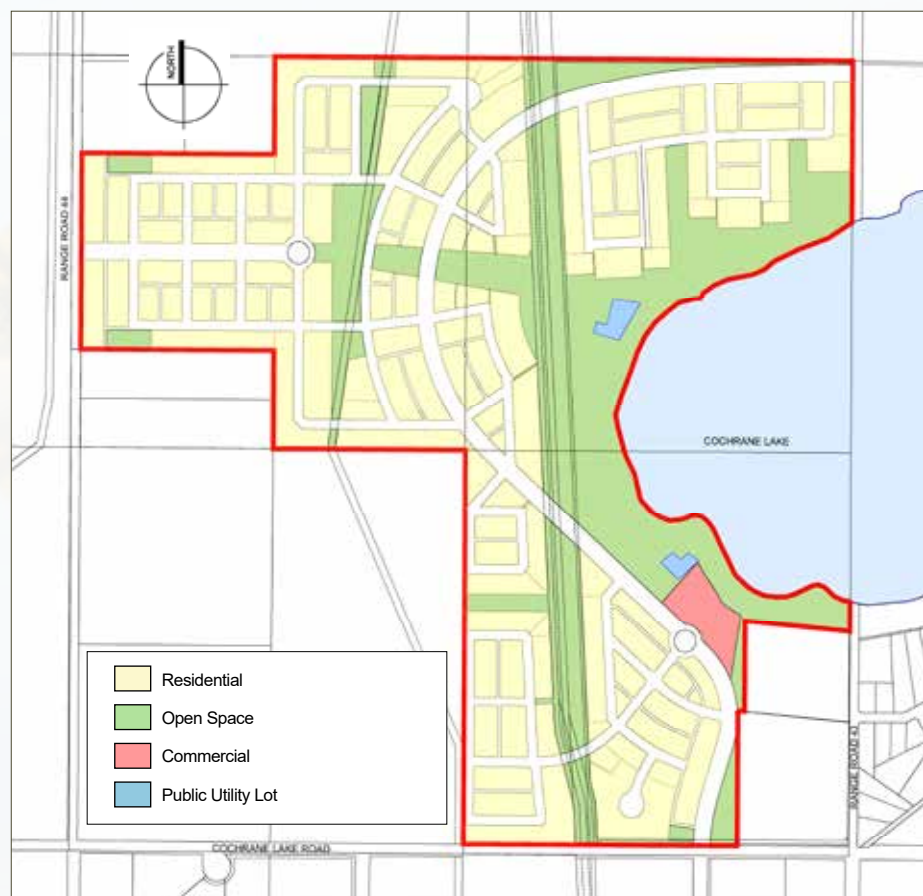 NORTH
RANGE ROAD 44
COCHRANE LAKE
Residential
Open Space
Commercial
Public Utility Lot
RANGE ROAD 43
COCHRANE LAKE ROAD